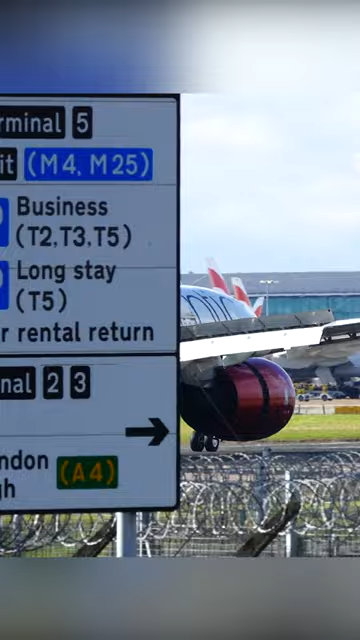 rminal 5
it (M4, M25)
Business
(T2,T3,T5)
Long stay
(T5)
r rental return
nal 2 3
ndon (A4)
gh